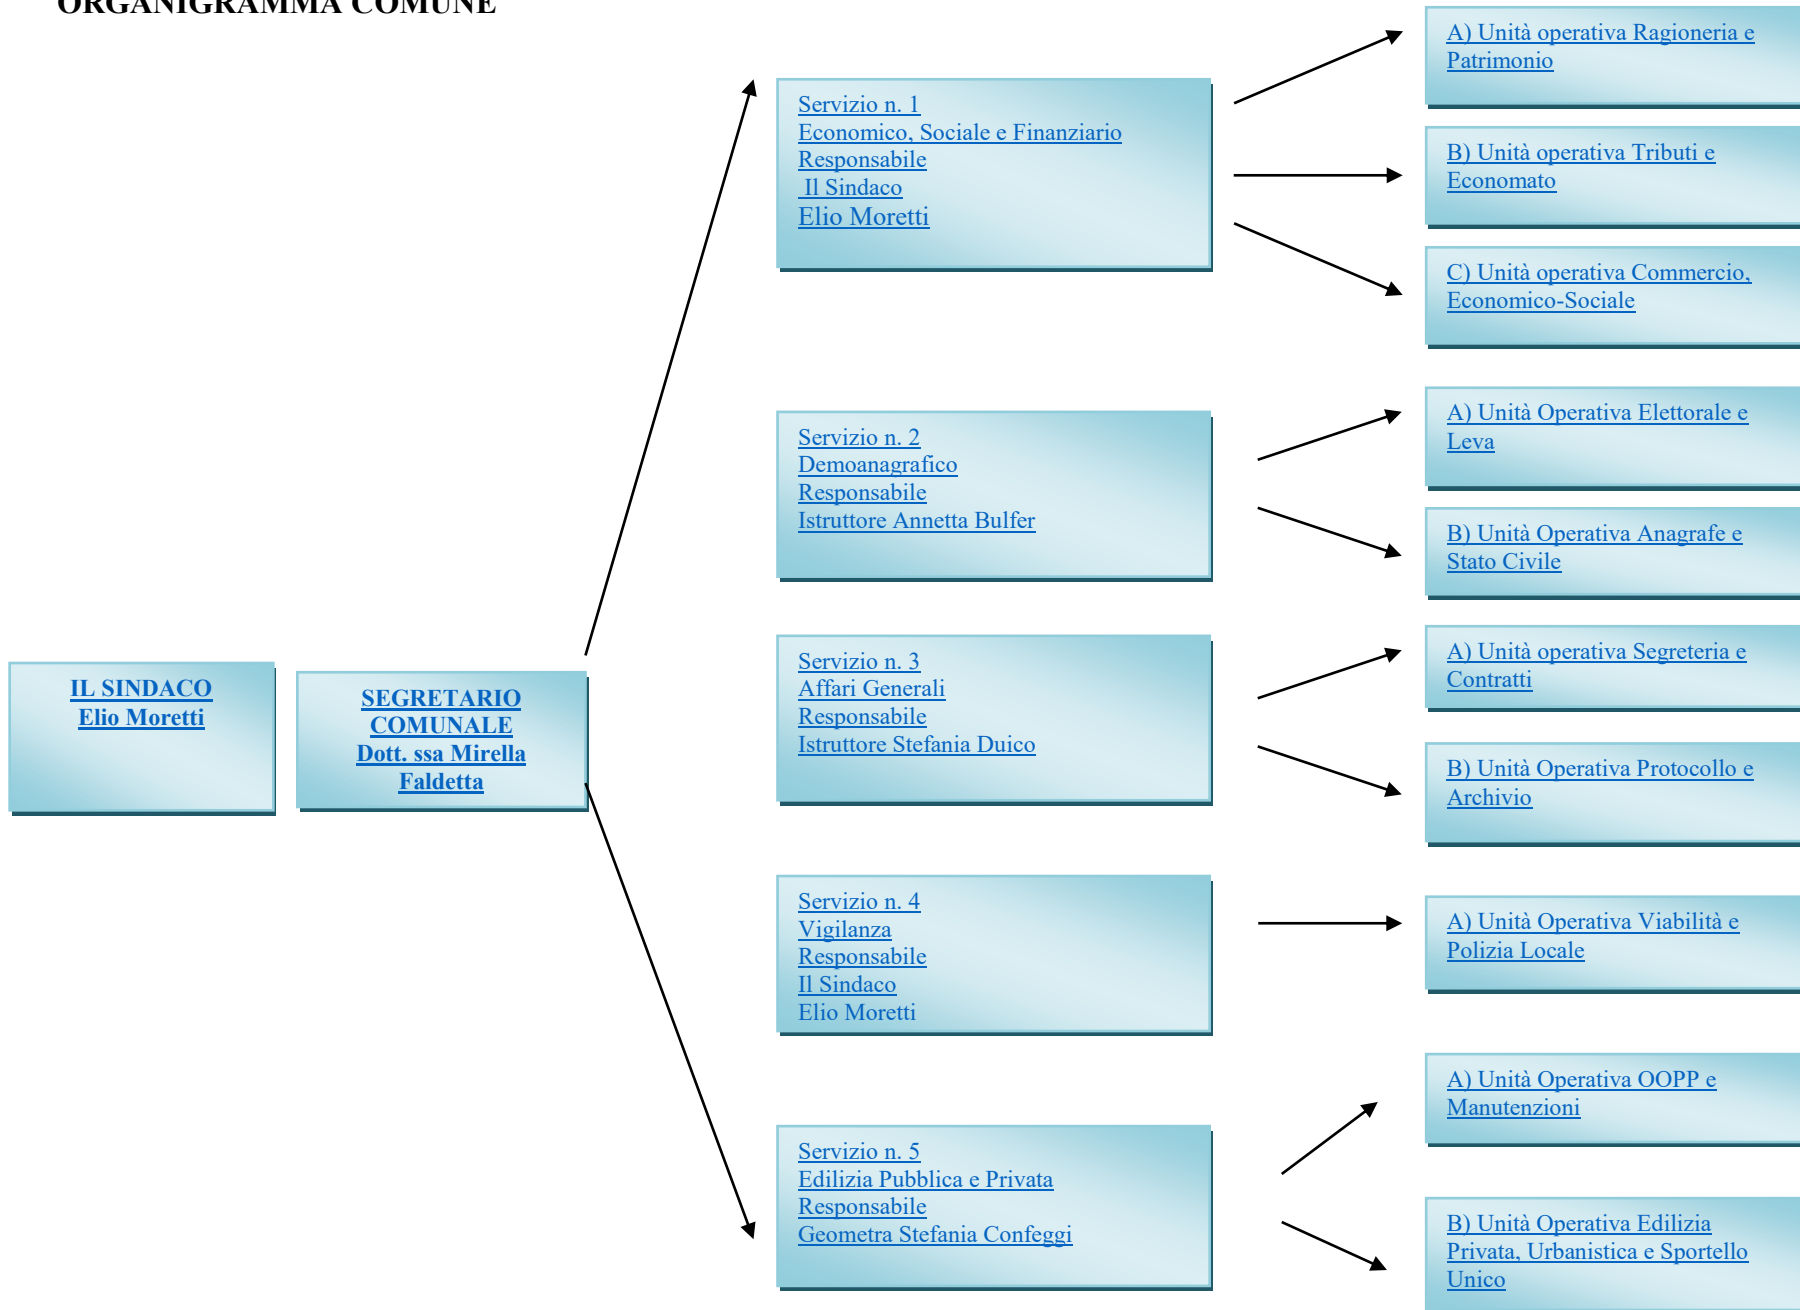 ORGANIGRAMMA COMUNE
IL SINDACO
Elio Moretti
SEGRETARIO
COMUNALE
Dott. ssa Mirella
Faldetta
Servizio n. 1
Economico, Sociale e Finanziario
Responsabile
Il Sindaco
Elio Moretti
A) Unità operativa Ragioneria e
Patrimonio
B) Unità operativa Tributi e
Economato
C) Unità operativa Commercio,
Economico-Sociale
Servizio n. 2
Demoanagrafico
Responsabile
Istruttore Annetta Bulfer
A) Unità Operativa Elettorale e
Leva
B) Unità Operativa Anagrafe e
Stato Civile
Servizio n. 3
Affari Generali
Responsabile
Istruttore Stefania Duico
A) Unità operativa Segreteria e
Contratti
B) Unità Operativa Protocollo e
Archivio
Servizio n. 4
Vigilanza
Responsabile
Il Sindaco
Elio Moretti
A) Unità Operativa Viabilità e
Polizia Locale
Servizio n. 5
Edilizia Pubblica e Privata
Responsabile
Geometra Stefania Confeggi
A) Unità Operativa OOPP e
Manutenzioni
B) Unità Operativa Edilizia
Privata, Urbanistica e Sportello
Unico